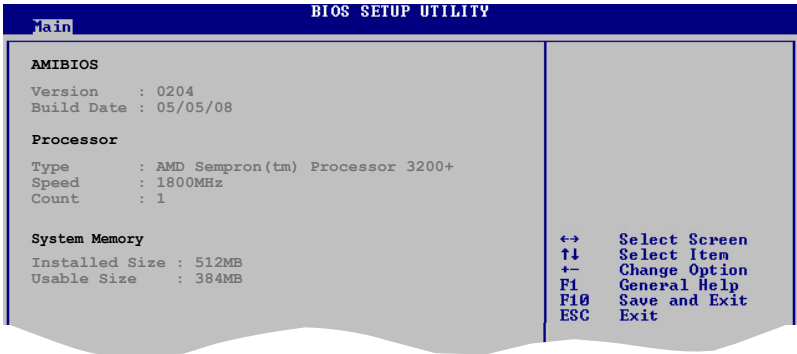 BIOS SETUP UTILITY
Main
AMIBIOS
Version : 0204
Build Date : 05/05/08
Processor
Type : AMD Sempron(tm) Processor 3200+
Speed : 1800MHz
Count : 1
System Memory
Installed Size : 512MB
Usable Size : 384MB
←→ Select Screen
↑↓ Select Item
+- Change Option
F1 General Help
F10 Save and Exit
ESC Exit